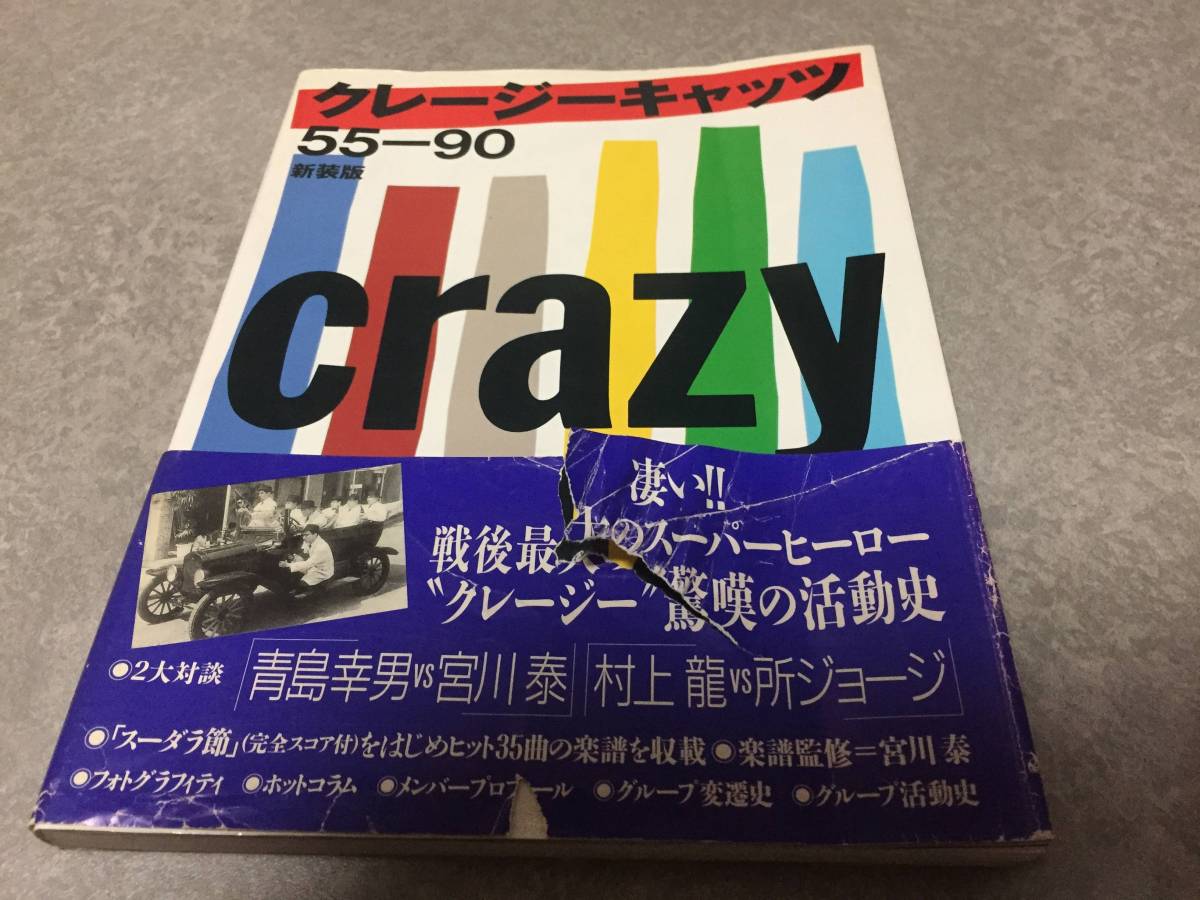 クレージーキャッツ
55-90
新装版
crazy
凄い!!
戦後最大のスーパーヒーロー
"クレージー"驚嘆の活動史
●2大対談 青島幸男vs宮川 泰 村上 龍vs所ジョージ
●「スーダラ節」(完全スコア付)をはじめヒット35曲の楽譜を収載●楽譜監修=宮川 泰
●フォトグラフィティ ●ホットコラム ●メンバープロフィール ●グループ変遷史 ●グループ活動史